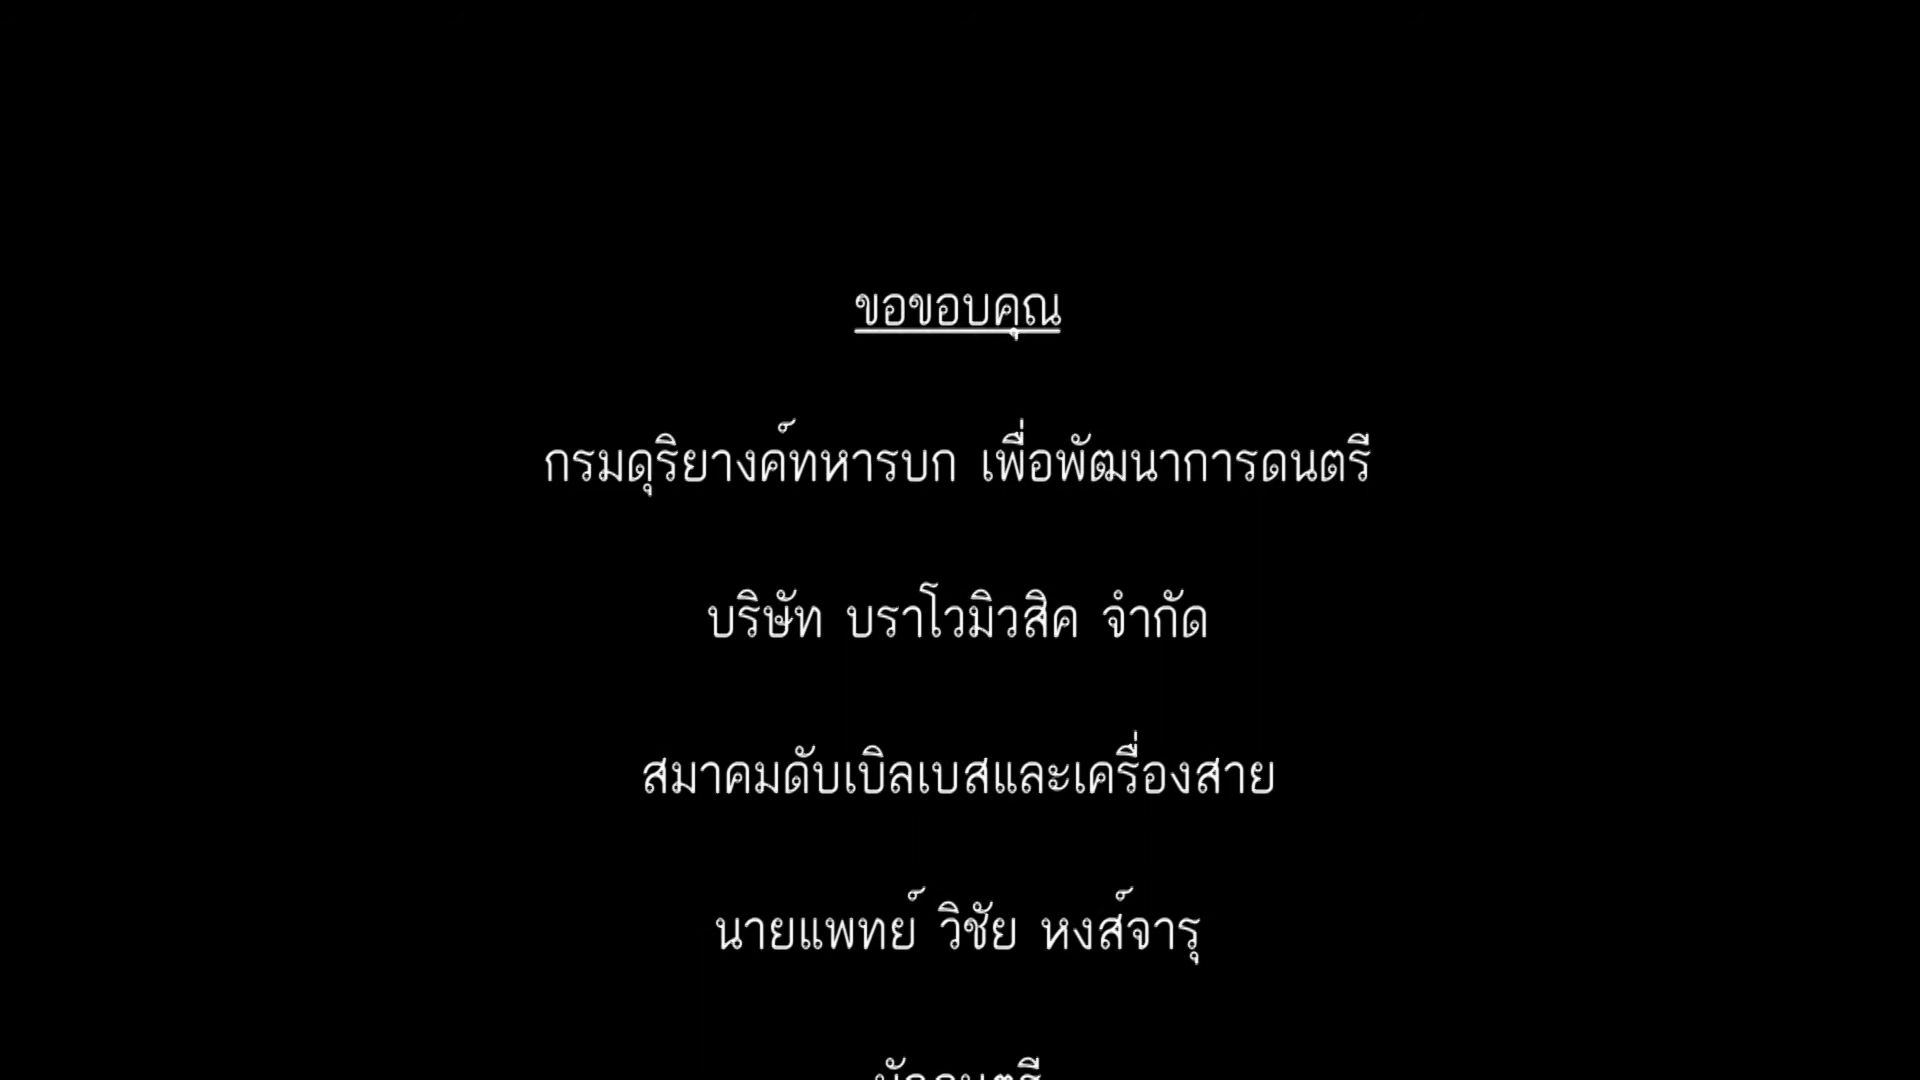 ขอขอบคุณ
กรมดุริยางค์ทหารบก เพื่อพัฒนาการดนตรี
บริษัท บราโวมิวสิค จำกัด
สมาคมดับเบิลเบสและเครื่องสาย
นายแพทย์ วิชัย หงส์จารุ